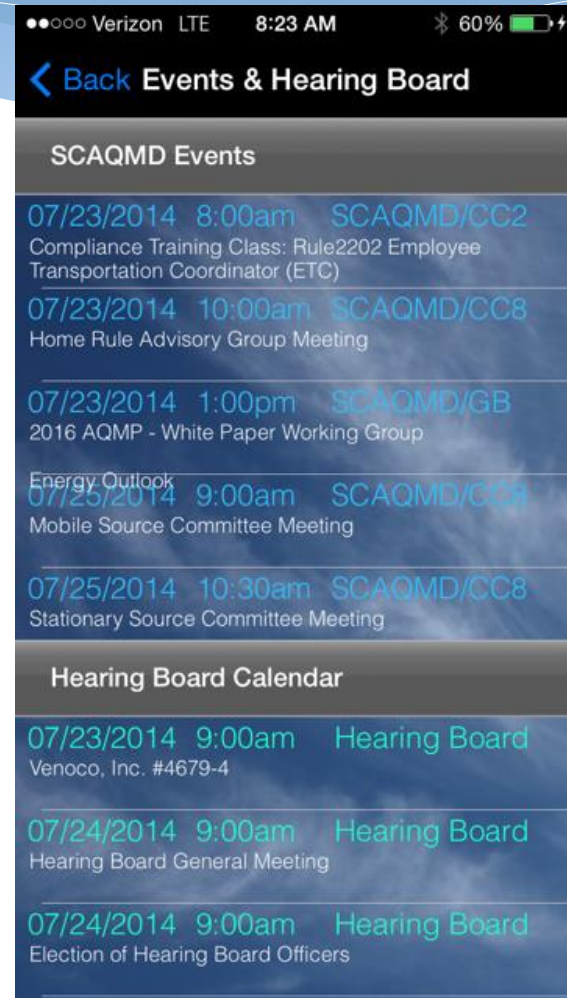 Verizon LTE 8:23 AM 60%
Back Events & Hearing Board
SCAQMD Events
07/23/2014 8:00am SCAQMD/CC2
Compliance Training Class: Rule2202 Employee
Transportation Coordinator (ETC)
07/23/2014 10:00am SCAQMD/CC8
Home Rule Advisory Group Meeting
07/23/2014 1:00pm SCAQMD/GB
2016 AQMP - White Paper Working Group
Energy Outlook
07/25/2014 9:00am SCAQMD/CC8
Mobile Source Committee Meeting
07/25/2014 10:30am SCAQMD/CC8
Stationary Source Committee Meeting
Hearing Board Calendar
07/23/2014 9:00am Hearing Board
Venoco, Inc. #4679-4
07/24/2014 9:00am Hearing Board
Hearing Board General Meeting
07/24/2014 9:00am Hearing Board
Election of Hearing Board Officers